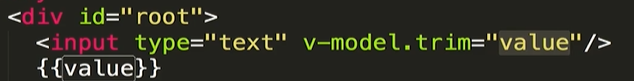 <div id="root">
<input type="text" v-model.trim="value"/>
{{value}}